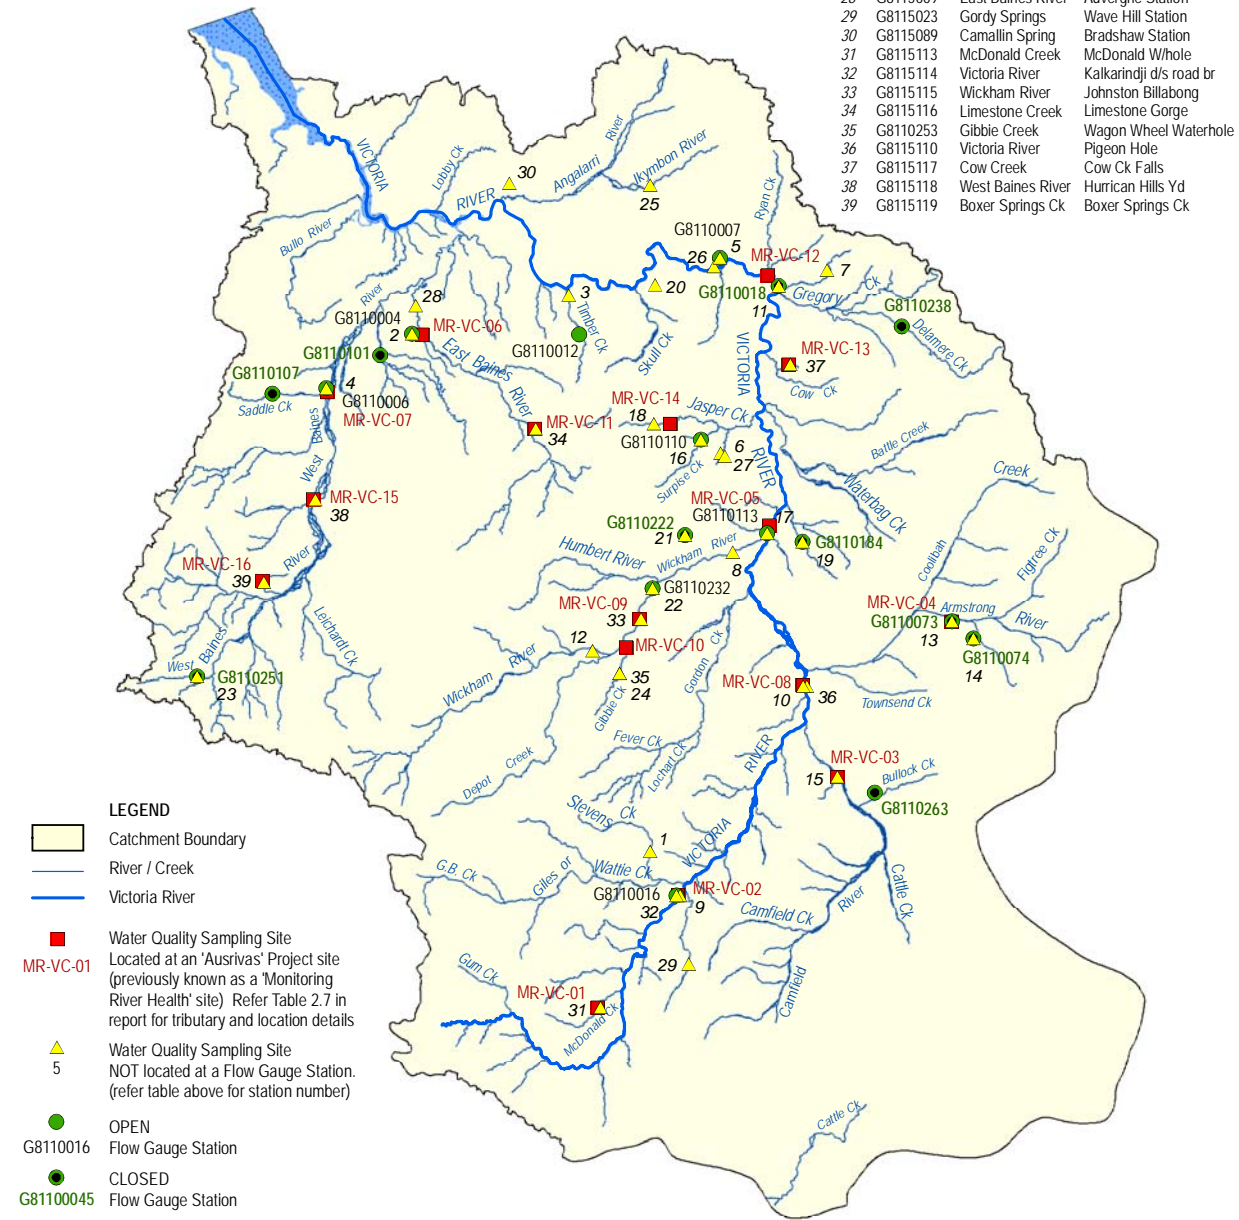 29 G8115023 Gordy Springs Wave Hill Station
30 G8115089 Camallin Spring Bradshaw Station
31 G8115113 McDonald Creek McDonald W/hole
32 G8115114 Victoria River Kalkarindji d/s road br
33 G8115115 Wickham River Johnston Billabong
34 G8115116 Limestone Creek Limestone Gorge
35 G8110253 Gibbie Creek Wagon Wheel Waterhole
36 G8115110 Victoria River Pigeon Hole
37 G8115117 Cow Creek Cow Ck Falls
38 G8115118 West Baines River Hurrican Hills Yd
39 G8115119 Boxer Springs Ck Boxer Springs Ck
VICTORIA
Lobby Ck
30
RIVER
Angalarri River
Ikymbon River
25
Ryan Ck
Bullo River
G8110007
5
26
MR-VC-12
7
River
28
3
20
G8110018
11
Gregory Ck
G8110238
G8110004
2
MR-VC-06
Timber Ck
G8110012
Skull Ck
VICTORIA
Delamere Ck
G8110101
East Baines River
MR-VC-13
37
G8110107
4
G8110006
Saddle Ck
MR-VC-07
Cow Ck
MR-VC-14
Jasper Ck
18
Baines
MR-VC-11
34
G8110110
16
6
27
RIVER
Battle Creek
West
Surpise Ck
Creek
MR-VC-15
38
MR-VC-05
G8110113
17
Waterbag Ck
G8110222
21
G8110184
19
Humbert River
Wickham River
8
Coolibah
Figtree Ck
MR-VC-16
39
River
G8110232
22
MR-VC-09
33
MR-VC-04
Armstrong River
G8110073
13
Leichardt Ck
12
MR-VC-10
Gordon Ck
G8110074
14
West Baines
G8110251
23
Wickham River
35
24
Gibbie Ck
MR-VC-08
10
36
Townsend Ck
Fever Ck
RIVER
Depot Creek
Lochart Ck
MR-VC-03
15
Bullock Ck
G8110263
Stevens Ck
1
VICTORIA
G.B. Ck
Giles or Wattie Ck
Cattle Ck
G8110016
MR-VC-02
32
9
Camfield Ck
River
Gum Ck
29
Camfield
MR-VC-01
31
McDonald Ck
Cattle Ck
LEGEND
Catchment Boundary
River / Creek
Victoria River
Water Quality Sampling Site
MR-VC-01
Located at an 'Ausrivas' Project site
(previously known as a 'Monitoring
River Health' site) Refer Table 2.7 in
report for tributary and location details
Water Quality Sampling Site
5
NOT located at a Flow Gauge Station.
(refer table above for station number)
OPEN
G8110016 Flow Gauge Station
CLOSED
G81100045 Flow Gauge Station